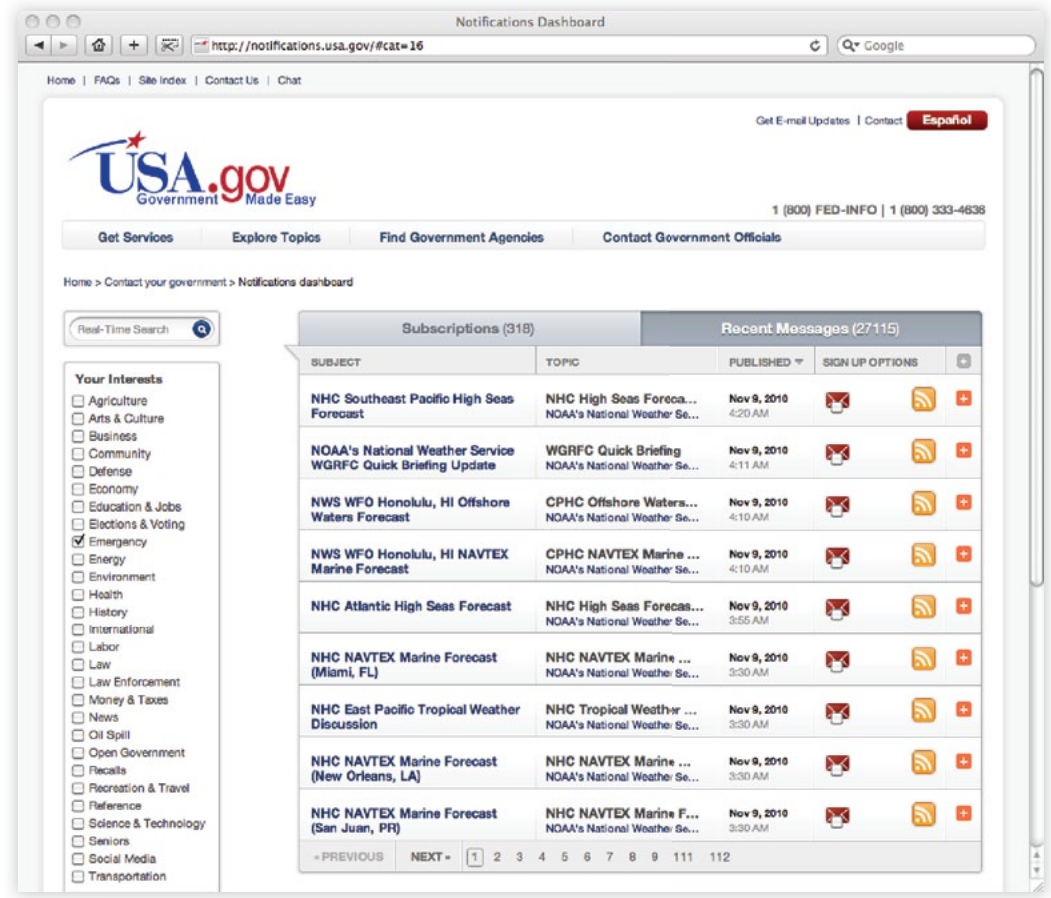 Notifications Dashboard
http://notifications.usa.gov/#cat=16
Google
Home | FAQs | Site Index | Contact Us | Chat
Get E-mail Updates | Contact Español
USA.gov
Government Made Easy
1 (800) FED-INFO | 1 (800) 333-4636
Get Services Explore Topics Find Government Agencies Contact Government Officials
Home > Contact your government > Notifications dashboard
Real-Time Search
Your Interests
Agriculture
Arts & Culture
Business
Community
Defense
Economy
Education & Jobs
Elections & Voting
Emergency
Energy
Environment
Health
History
International
Labor
Law
Law Enforcement
Money & Taxes
News
Oil Spill
Open Government
Recalls
Recreation & Travel
Reference
Science & Technology
Seniors
Social Media
Transportation
Subscriptions (318) Recent Messages (27115)
SUBJECT TOPIC PUBLISHED SIGN UP OPTIONS
NHC Southeast Pacific High Seas NHC High Seas Foreca... Nov 9, 2010
Forecast NOAA's National Weather Se... 4:20 AM
NOAA's National Weather Service WGRFC Quick Briefing Nov 9, 2010
WGRFC Quick Briefing Update NOAA's National Weather Se... 4:11 AM
NWS WFO Honolulu, HI Offshore CPHC Offshore Waters... Nov 9, 2010
Waters Forecast NOAA's National Weather Se... 4:10 AM
NWS WFO Honolulu, HI NAVTEX CPHC NAVTEX Marine ... Nov 9, 2010
Marine Forecast NOAA's National Weather Se... 4:10 AM
NHC Atlantic High Seas Forecast NHC High Seas Forecas... Nov 9, 2010
NOAA's National Weather Se... 3:55 AM
NHC NAVTEX Marine Forecast NHC NAVTEX Marine ... Nov 9, 2010
(Miami, FL) NOAA's National Weather Se... 3:30 AM
NHC East Pacific Tropical Weather NHC Tropical Weather ... Nov 9, 2010
Discussion NOAA's National Weather Se... 3:30 AM
NHC NAVTEX Marine Forecast NHC NAVTEX Marine ... Nov 9, 2010
(New Orleans, LA) NOAA's National Weather Se... 3:30 AM
NHC NAVTEX Marine Forecast NHC NAVTEX Marine F... Nov 9, 2010
(San Juan, PR) NOAA's National Weather Se... 3:30 AM
« PREVIOUS NEXT » 1 2 3 4 5 6 7 8 9 111 112